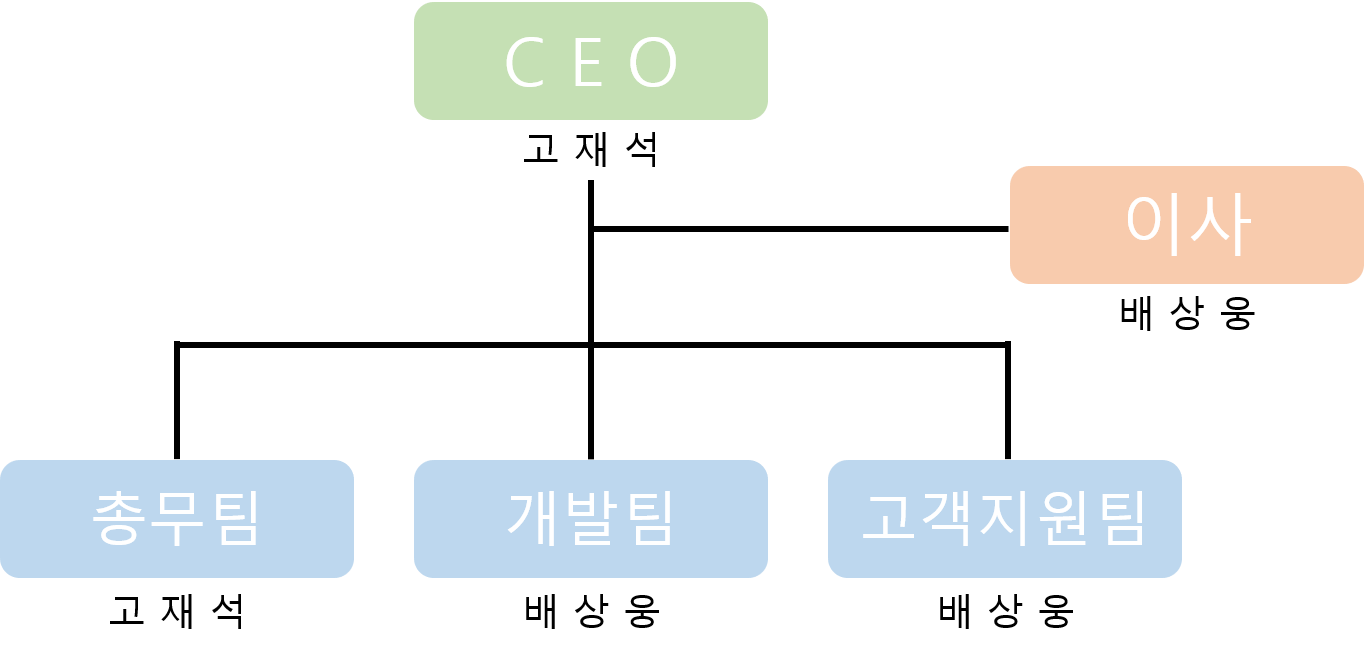 C E O
고 재 석
이사
배 상 웅
총무팀
고 재 석
개발팀
배 상 웅
고객지원팀
배 상 웅